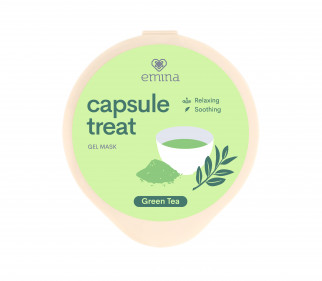 emina
capsule
treat
Relaxing
Soothing
GEL MASK
Green Tea